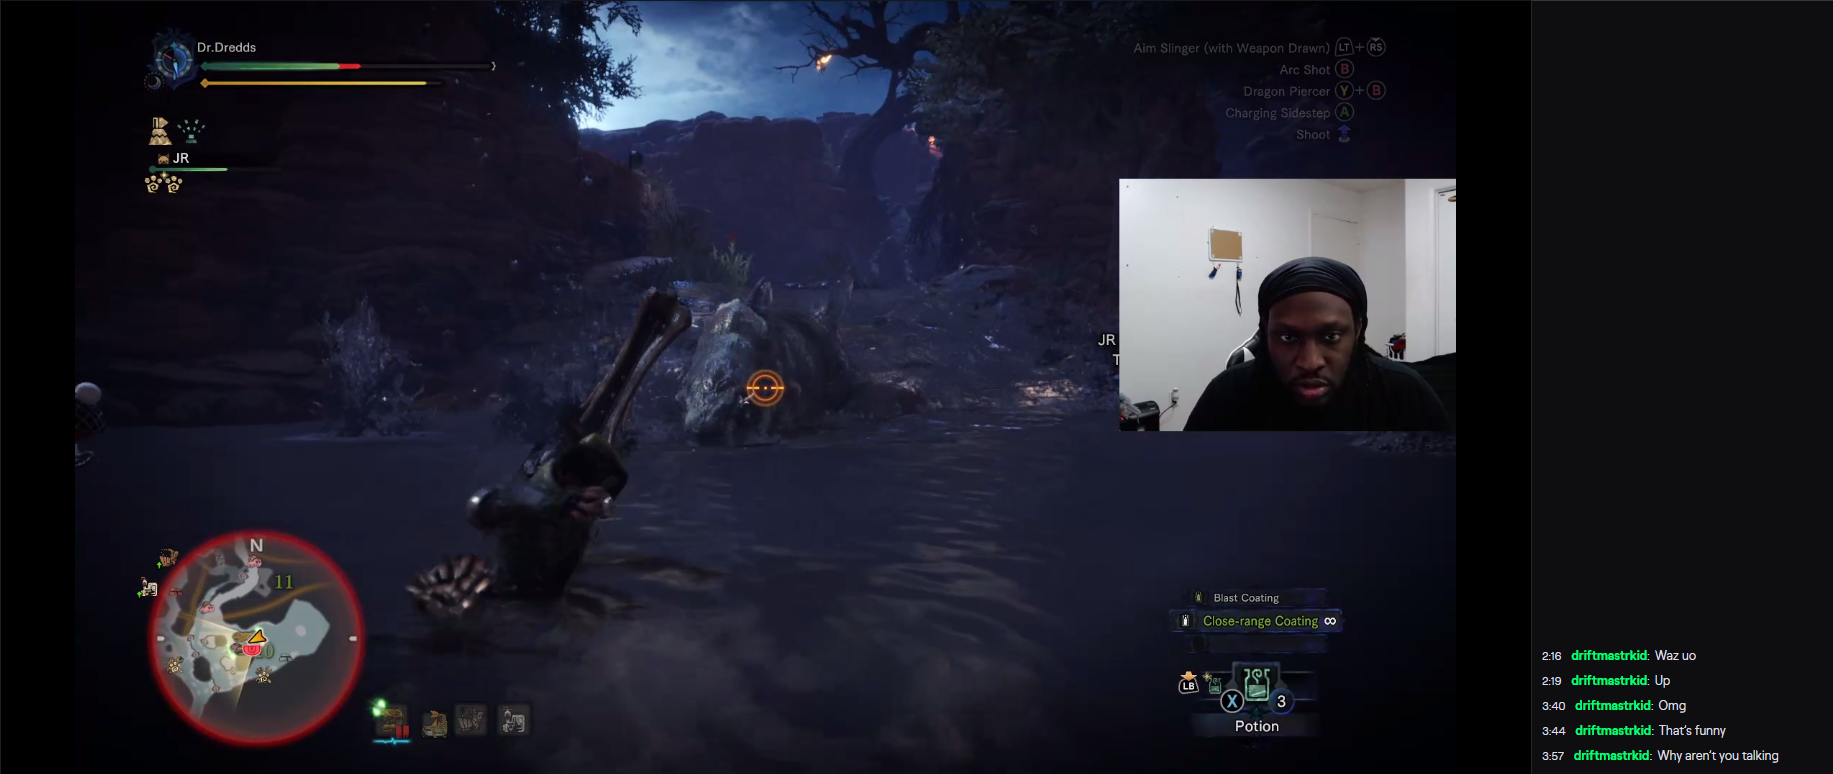 Dr.Dredds
JR
Aim Slinger (with Weapon Drawn) LT+RS
Arc Shot B
Dragon Piercer Y+B
Charging Sidestep A
Shoot
JR
T
N
11
Blast Coating
Close-range Coating ∞
LB
X
3
Potion
2:16 driftmastrkid: Waz uo
2:19 driftmastrkid: Up
3:40 driftmastrkid: Omg
3:44 driftmastrkid: That's funny
3:57 driftmastrkid: Why aren't you talking